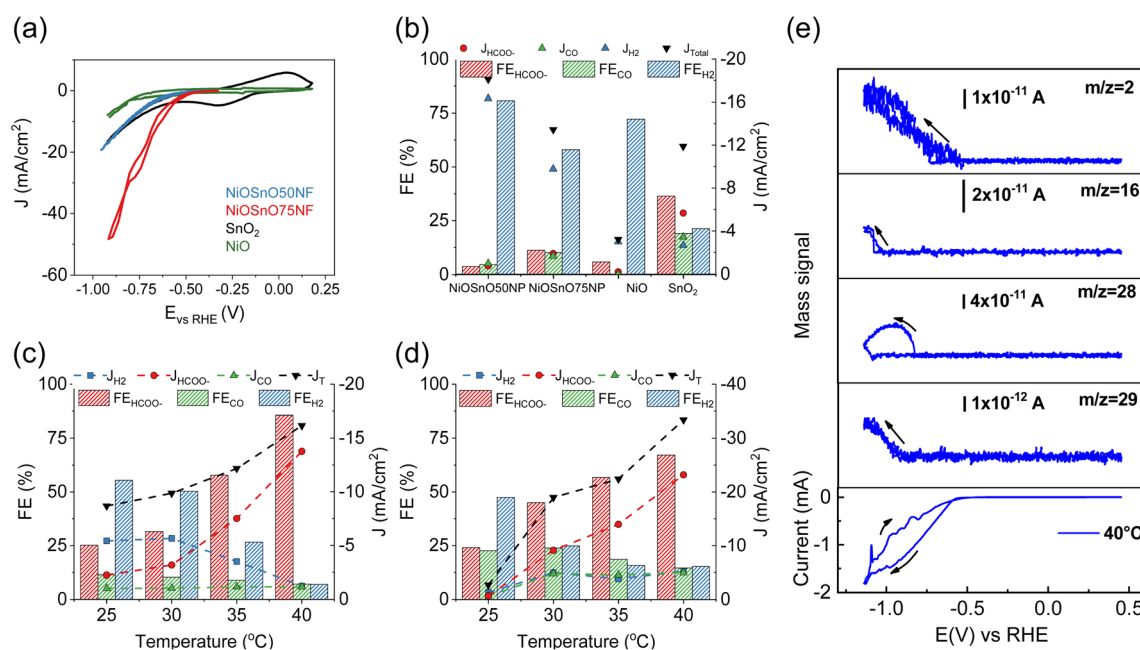 (a)
0
-20
-40
-60
J (mA/cm²)
-1.00 -0.75 -0.50 -0.25 0.00 0.25
E vs RHE (V)
NiOSnO50NF
NiOSnO75NF
SnO₂
NiO
(b)
J_HCOO- J_CO J_H2 J_Total
FE_HCOO- FE_CO FE_H2
100
75
50
25
0
FE (%)
-20
-18
-16
-14
-12
-10
-8
-6
-4
-2
0
J (mA/cm²)
NiOSnO50NP NiOSnO75NP NiO SnO₂
(c)
J_H2 J_HCOO- J_CO J_T
FE_HCOO- FE_CO FE_H2
100
75
50
25
0
FE (%)
-20
-15
-10
-5
0
J (mA/cm²)
25 30 35 40
Temperature (°C)
(d)
J_H2 J_HCOO- J_CO J_T
FE_HCOO- FE_CO FE_H2
100
75
50
25
0
FE (%)
-40
-30
-20
-10
0
J (mA/cm²)
25 30 35 40
Temperature (°C)
(e)
Mass signal
1x10⁻¹¹ A m/z=2
2x10⁻¹¹ A m/z=16
4x10⁻¹¹ A m/z=28
1x10⁻¹² A m/z=29
Current (mA)
0
-1
-2
40°C
-1.0 -0.5 0.0 0.5
E(V) vs RHE